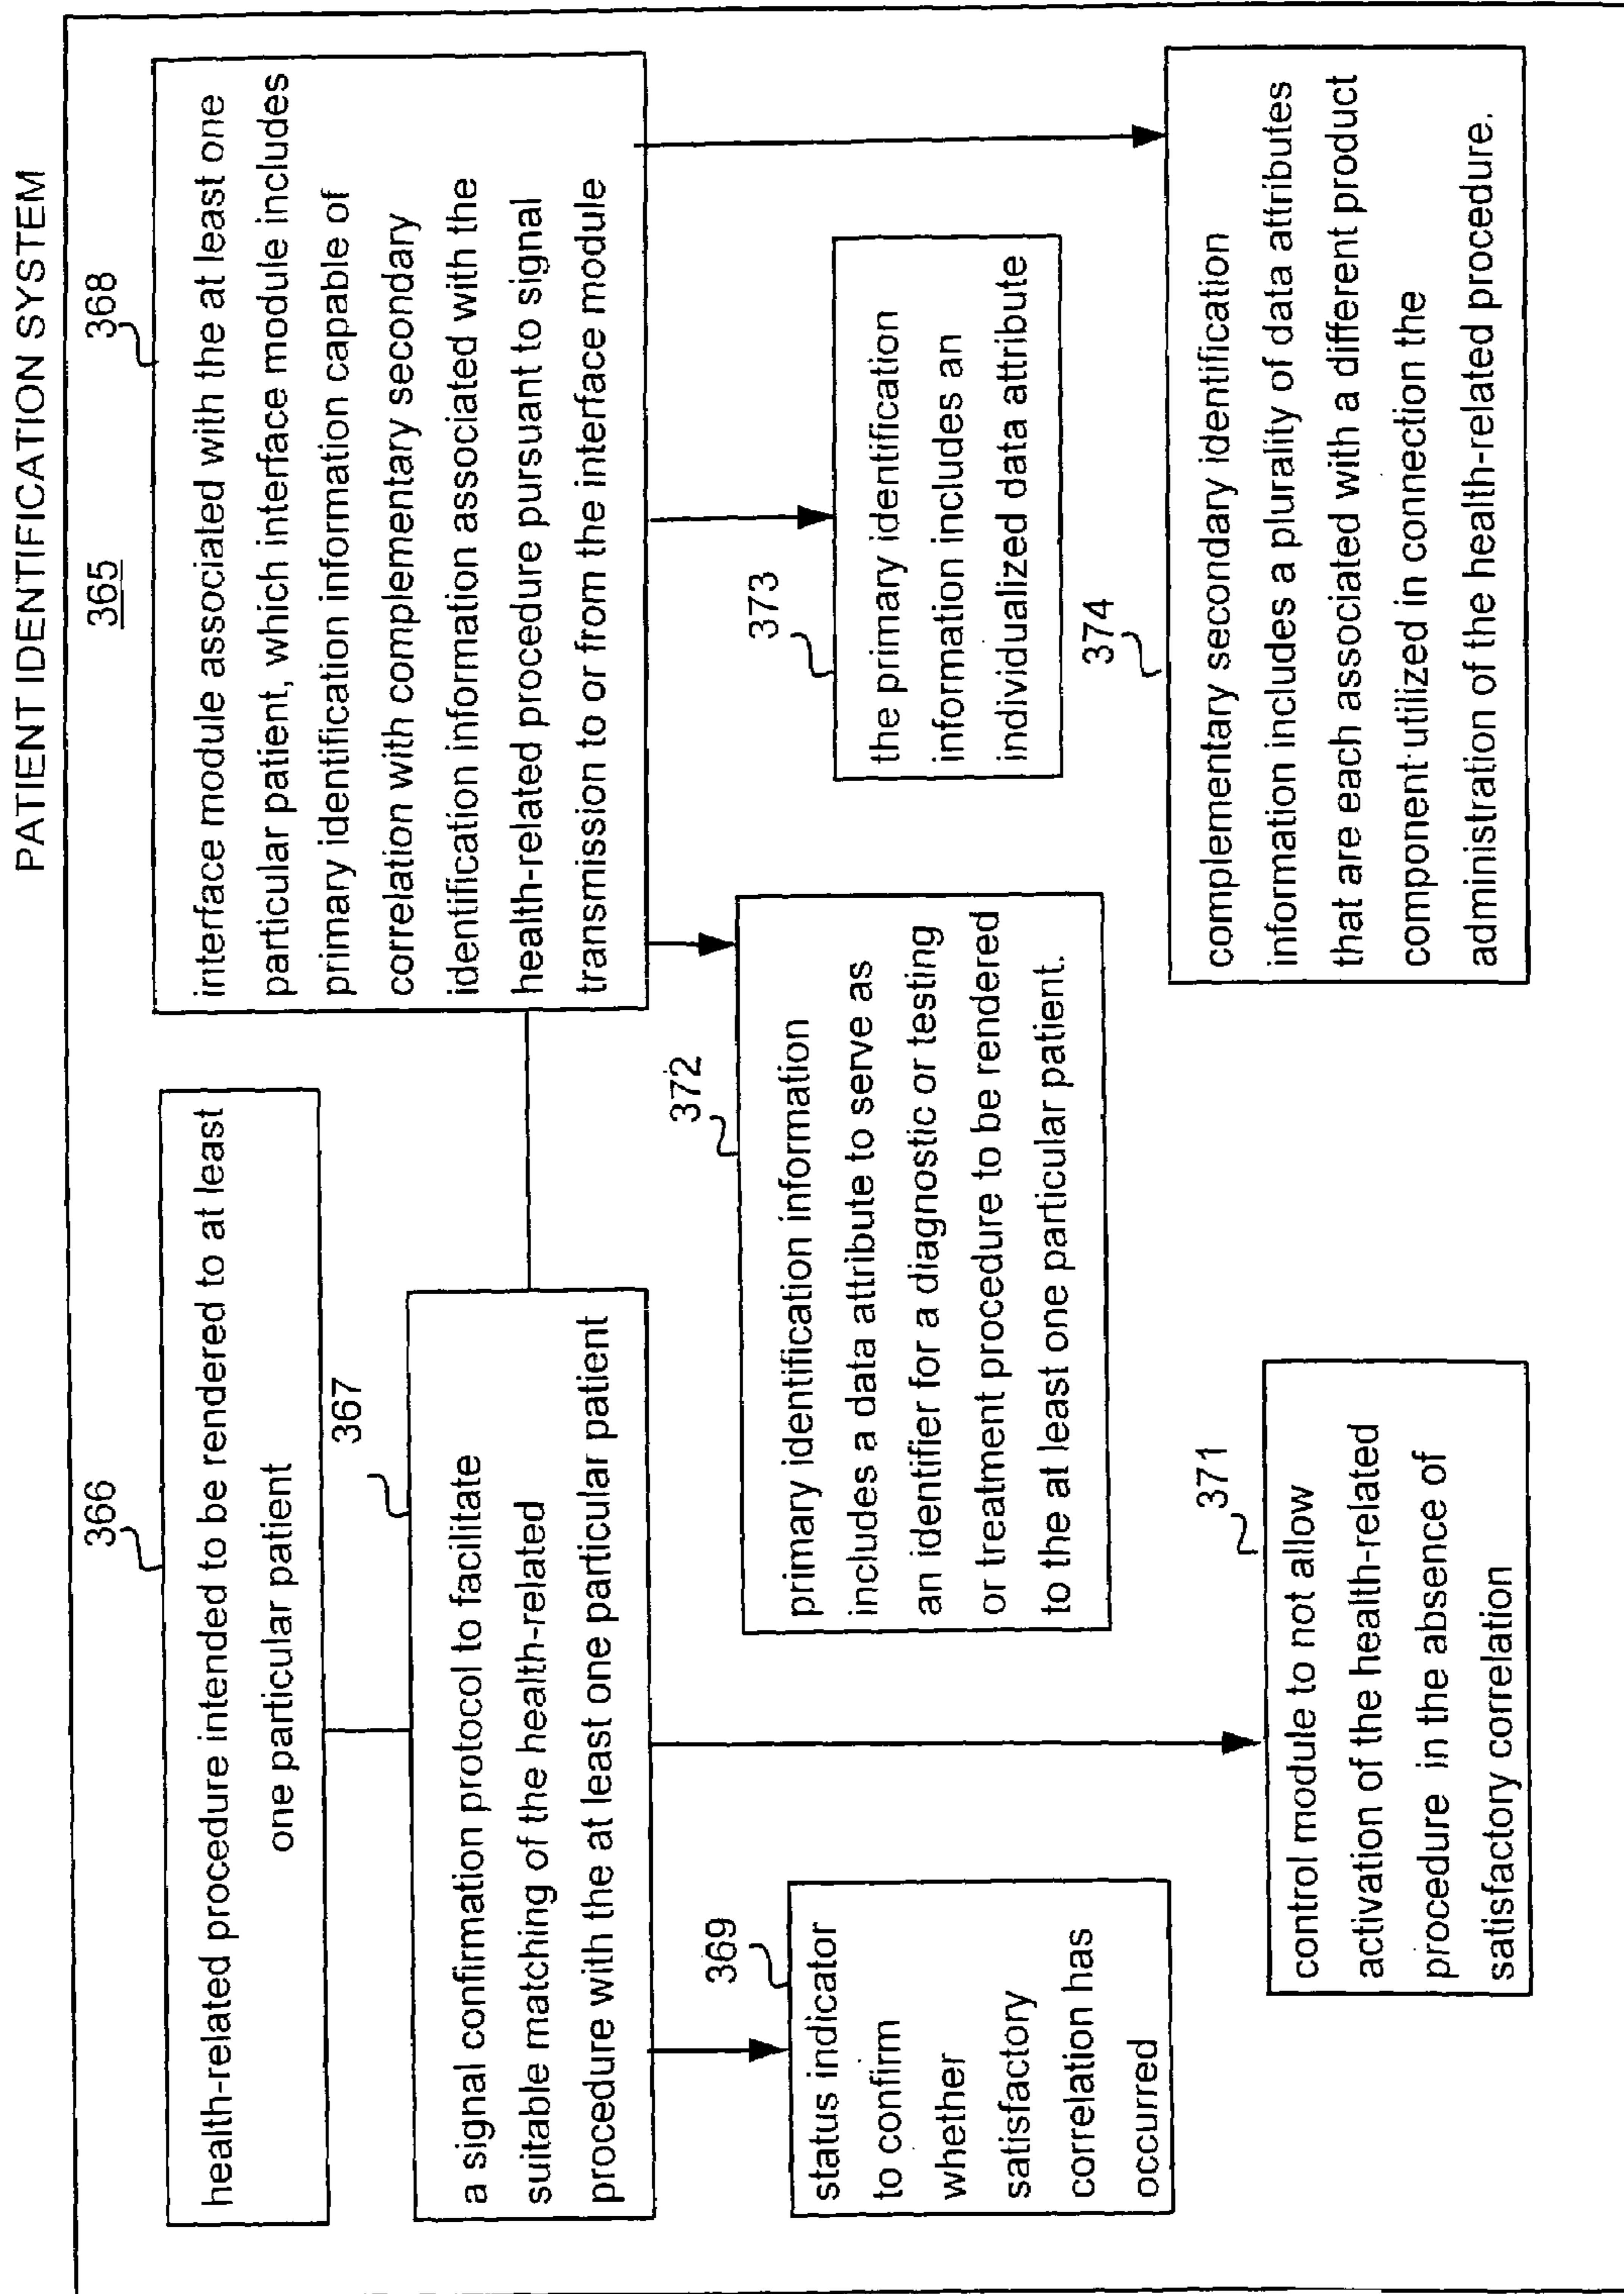 PATIENT IDENTIFICATION SYSTEM
365
366
health-related procedure intended to be rendered to at least
one particular patient
367
a signal confirmation protocol to facilitate
suitable matching of the health-related
procedure with the at least one particular patient
368
interface module associated with the at least one
particular patient, which interface module includes
primary identification information capable of
correlation with complementary secondary
identification information associated with the
health-related procedure pursuant to signal
transmission to or from the interface module
369
status indicator
to confirm
whether
satisfactory
correlation has
occurred
371
control module to not allow
activation of the health-related
procedure in the absence of
satisfactory correlation
372
primary identification information
includes a data attribute to serve as
an identifier for a diagnostic or testing
or treatment procedure to be rendered
to the at least one particular patient.
373
the primary identification
information includes an
individualized data attribute
374
complementary secondary identification
information includes a plurality of data attributes
that are each associated with a different product
component utilized in connection the
administration of the health-related procedure.